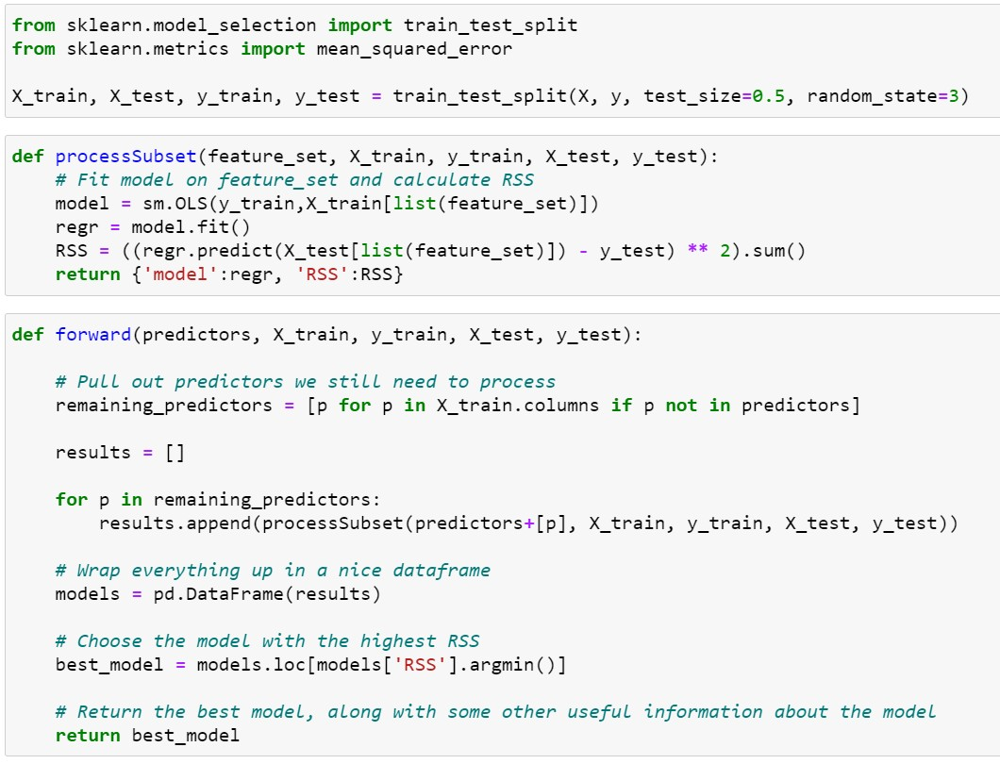 from sklearn.model_selection import train_test_split
from sklearn.metrics import mean_squared_error
X_train, X_test, y_train, y_test = train_test_split(X, y, test_size=0.5, random_state=3)
def processSubset(feature_set, X_train, y_train, X_test, y_test):
    # Fit model on feature_set and calculate RSS
    model = sm.OLS(y_train,X_train[list(feature_set)])
    regr = model.fit()
    RSS = ((regr.predict(X_test[list(feature_set)]) - y_test) ** 2).sum()
    return {'model':regr, 'RSS':RSS}
def forward(predictors, X_train, y_train, X_test, y_test):
    # Pull out predictors we still need to process
    remaining_predictors = [p for p in X_train.columns if p not in predictors]
    results = []
    for p in remaining_predictors:
        results.append(processSubset(predictors+[p], X_train, y_train, X_test, y_test))
    # Wrap everything up in a nice dataframe
    models = pd.DataFrame(results)
    # Choose the model with the highest RSS
    best_model = models.loc[models['RSS'].argmin()]
    # Return the best model, along with some other useful information about the model
    return best_model